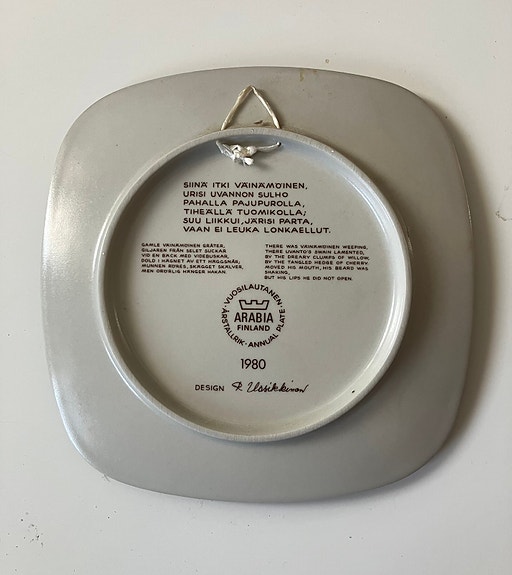 SIINÄ ITKI VÄINÄMÖINEN,
URISI UVANNON SULHO
PAHALLA PAJUPUROLLA,
TIHEÄLLÄ TUOMIKOLLA;
SUU LIIKKUI, JÄRISI PARTA,
VAAN EI LEUKA LONKAELLUT.
GAMLE VÄINÄMÖINEN GRÅTER,
GILJAREN FRÅN SELET SUCKAR
VID EN BÄCK MED VIDEBUSKAR,
DOLD I HÄGNET AV ETT HÄGGSNÅR;
MUNNEN RÖRES, SKÄGGET SKÄLVER,
MEN ORÖRLIG HÄNGER HAKAN
THERE WAS VÄINÄMÖINEN WEEPING,
THERE UVANTO'S SWAIN LAMENTED,
BY THE DREARY CLUMPS OF WILLOW,
BY THE TANGLED HEDGE OF CHERRY.
MOVED HIS MOUTH, HIS BEARD WAS
SHAKING,
BUT HIS LIPS HE DID NOT OPEN.
VUOSILAUTANEN · ÅRSTALLRIK · ANNUAL PLATE ·
ARABIA
FINLAND
1980
DESIGN R. Uosikkinen